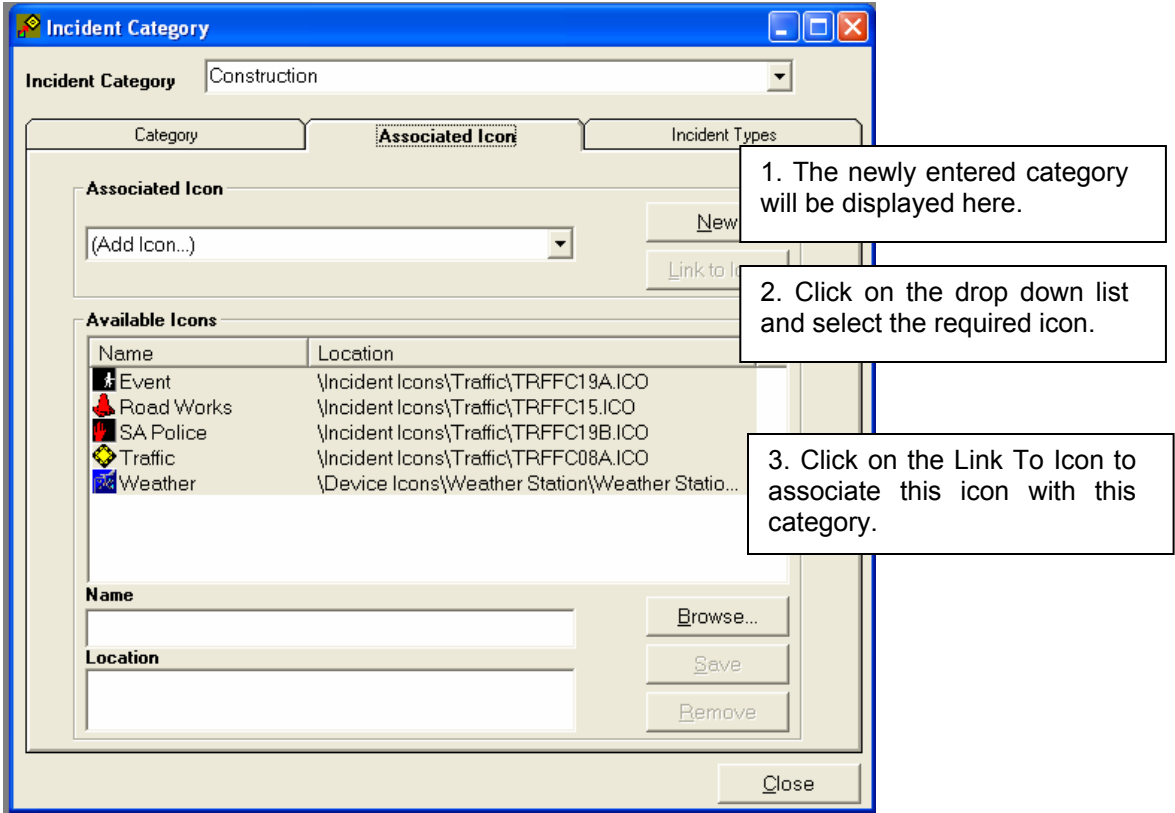 Incident Category
Incident Category
Construction
Category
Associated Icon
Incident Types
Associated Icon
(Add Icon...)
New
Link to
Available Icons
Name
Location
Event
\Incident Icons\Traffic\TRFFC19A.ICO
Road Works
\Incident Icons\Traffic\TRFFC15.ICO
SA Police
\Incident Icons\Traffic\TRFFC19B.ICO
Traffic
\Incident Icons\Traffic\TRFFC08A.ICO
Weather
\Device Icons\Weather Station\Weather Statio...
Name
Browse...
Location
Save
Remove
Close
1. The newly entered category
will be displayed here.
2. Click on the drop down list
and select the required icon.
3. Click on the Link To Icon to
associate this icon with this
category.